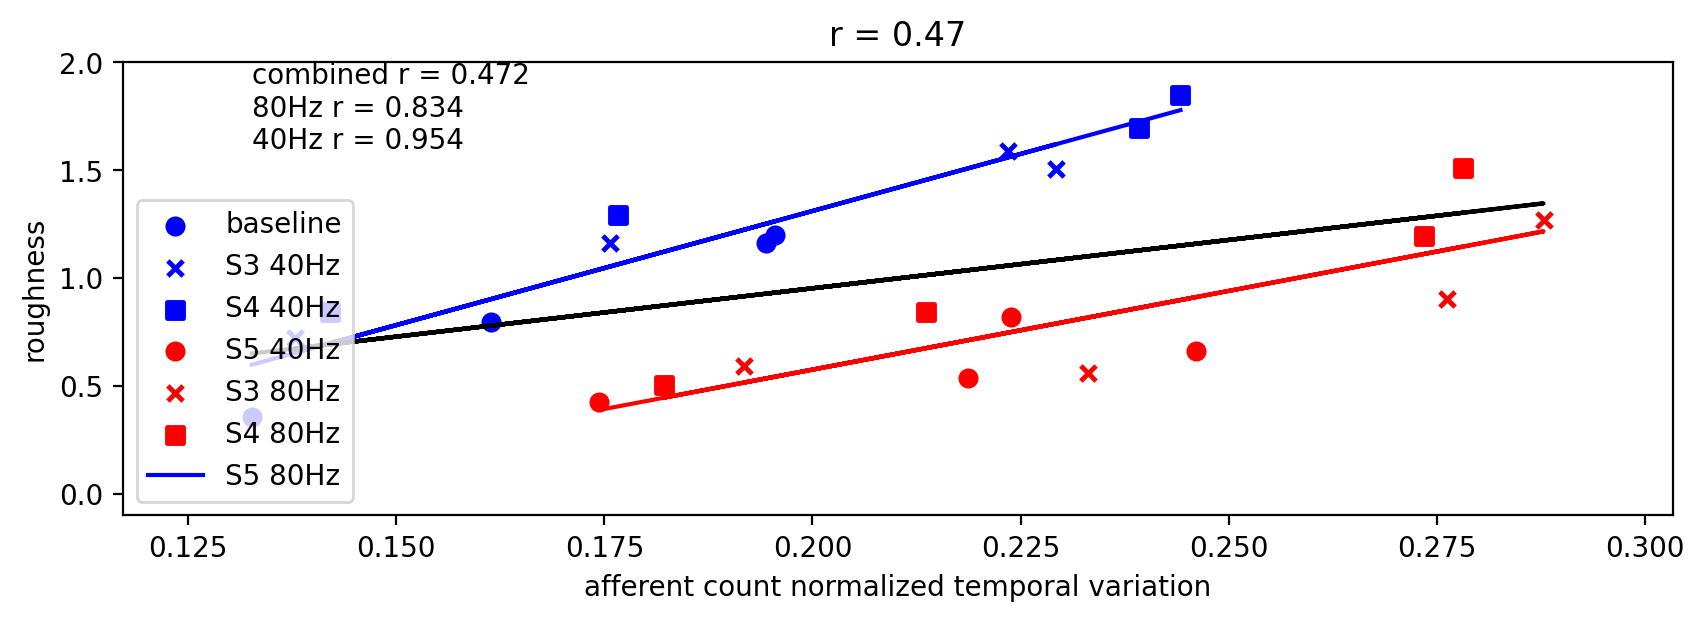 r = 0.47
combined r = 0.472
80Hz r = 0.834
40Hz r = 0.954
baseline
S3 40Hz
S4 40Hz
S5 40Hz
S3 80Hz
S4 80Hz
S5 80Hz
roughness
2.0
1.5
1.0
0.5
0.0
0.125 0.150 0.175 0.200 0.225 0.250 0.275 0.300
afferent count normalized temporal variation